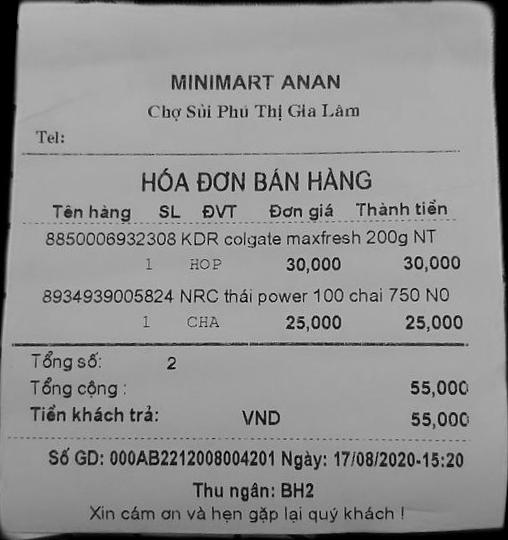 MINIMART ANAN
Chợ Sủi Phú Thị Gia Lâm
Tel:
HÓA ĐƠN BÁN HÀNG
Tên hàng SL ĐVT Đơn giá Thành tiền
8850006932308 KDR colgate maxfresh 200g NT
1 HOP 30,000 30,000
8934939005824 NRC thái power 100 chai 750 N0
1 CHA 25,000 25,000
Tổng số: 2
Tổng cộng : 55,000
Tiền khách trả: VND 55,000
Số GD: 000AB2212008004201 Ngày: 17/08/2020-15:20
Thu ngân: BH2
Xin cám ơn và hẹn gặp lại quý khách !